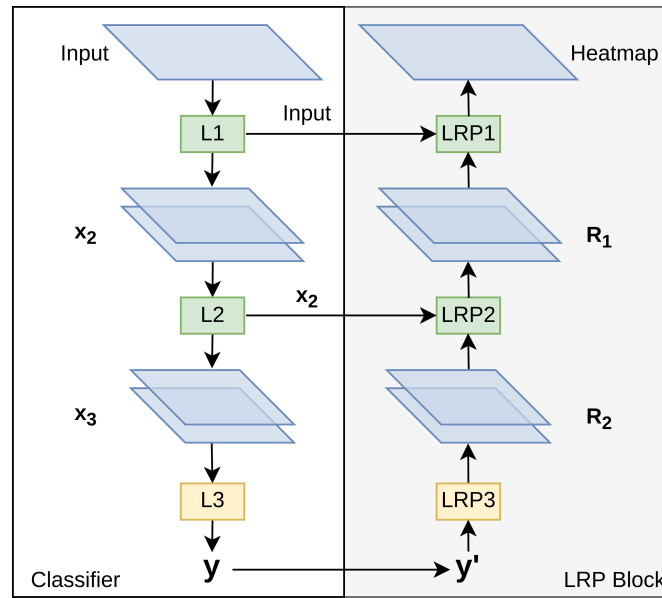 Input
Heatmap
L1
Input
LRP1
x2
R1
L2
x2
LRP2
x3
R2
L3
LRP3
y
y'
Classifier
LRP Block